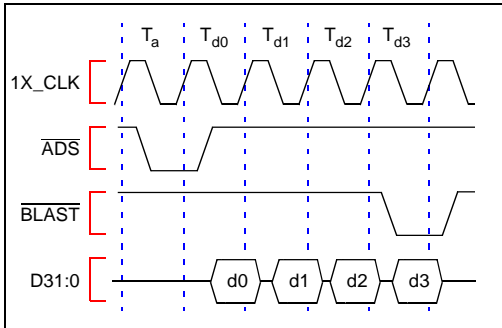 Ta Td0 Td1 Td2 Td3
1X_CLK
ADS
BLAST
D31:0 d0 d1 d2 d3